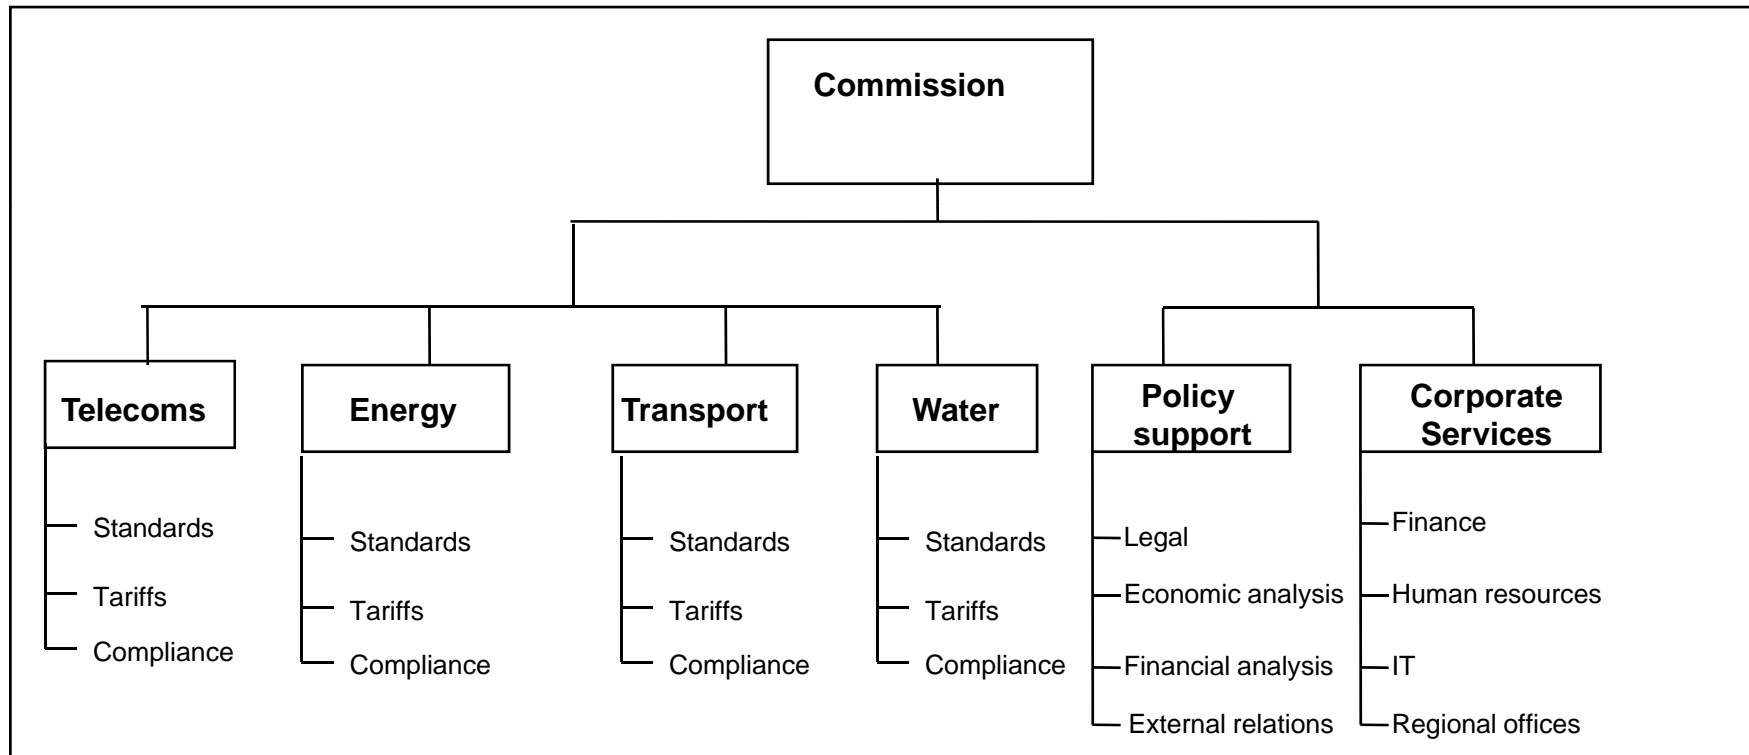 Commission
Telecoms
Standards
Tariffs
Compliance
Energy
Standards
Tariffs
Compliance
Transport
Standards
Tariffs
Compliance
Water
Standards
Tariffs
Compliance
Policy
support
Legal
Economic analysis
Financial analysis
External relations
Corporate
Services
Finance
Human resources
IT
Regional offices